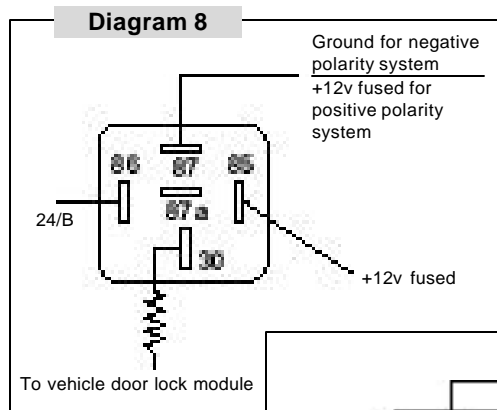 Diagram 8
Ground for negative
polarity system
+12v fused for
positive polarity
system
86
87
85
87a
24/B
30
+12v fused
To vehicle door lock module